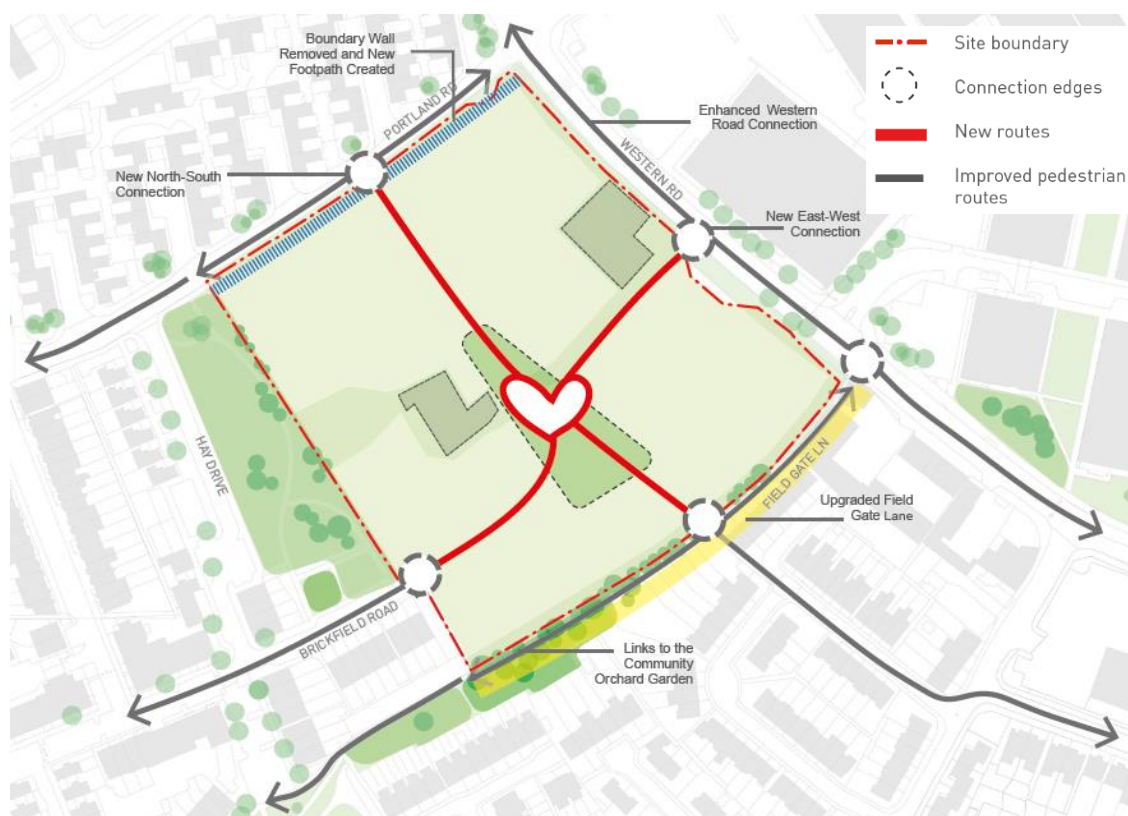 Boundary Wall
Removed and New
Footpath Created
PORTLAND RD
Enhanced Western
Road Connection
WESTERN RD
Site boundary
Connection edges
New routes
Improved pedestrian
routes
New North-South
Connection
New East-West
Connection
HAY DRIVE
FIELD GATE LN
Upgraded Field
Gate Lane
BRICKFIELD ROAD
Links to the
Community
Orchard Garden